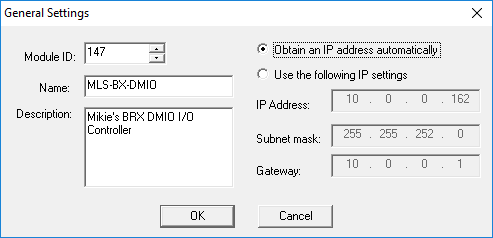 General Settings
Module ID: 147
Name: MLS-BX-DMIO
Description: Mikie's BRX DMIO I/O
Controller
Obtain an IP address automatically
Use the following IP settings
IP Address: 10 . 0 . 0 . 162
Subnet mask: 255 . 255 . 252 . 0
Gateway: 10 . 0 . 0 . 1
OK
Cancel